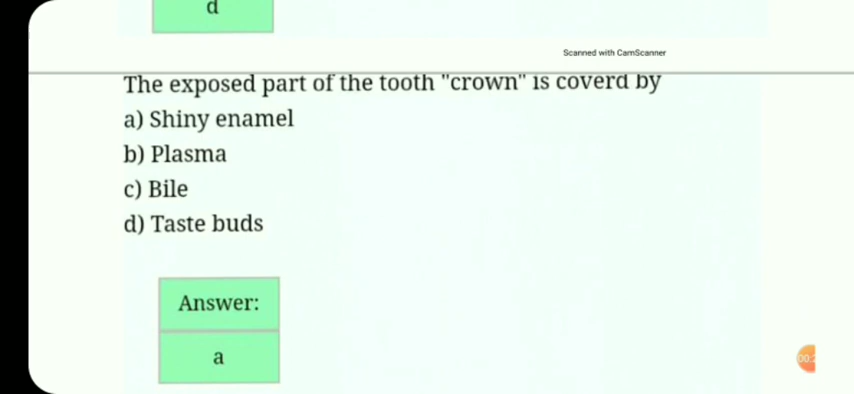 d
Scanned with CamScanner
The exposed part of the tooth "crown" is coverd by
a) Shiny enamel
b) Plasma
c) Bile
d) Taste buds
Answer:
a